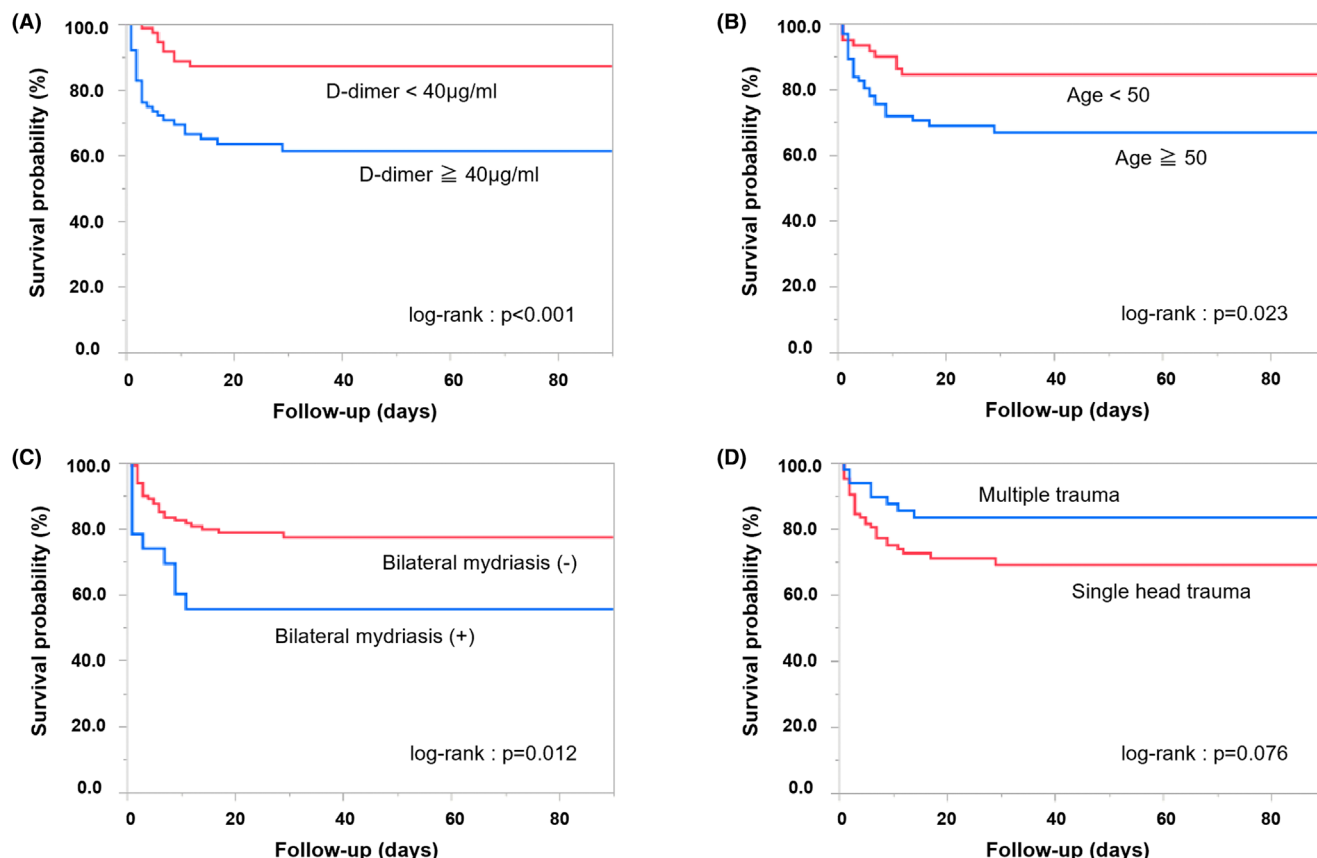 (A)
100.0
80.0
60.0
40.0
20.0
0.0
Survival probability (%)
D-dimer < 40μg/ml
D-dimer ≧ 40μg/ml
log-rank : p<0.001
0 20 40 60 80
Follow-up (days)
(B)
100.0
80.0
60.0
40.0
20.0
0.0
Survival probability (%)
Age < 50
Age ≧ 50
log-rank : p=0.023
0 20 40 60 80
Follow-up (days)
(C)
100.0
80.0
60.0
40.0
20.0
0.0
Survival probability (%)
Bilateral mydriasis (-)
Bilateral mydriasis (+)
log-rank : p=0.012
0 20 40 60 80
Follow-up (days)
(D)
100.0
80.0
60.0
40.0
20.0
0.0
Survival probability (%)
Multiple trauma
Single head trauma
log-rank : p=0.076
0 20 40 60 80
Follow-up (days)